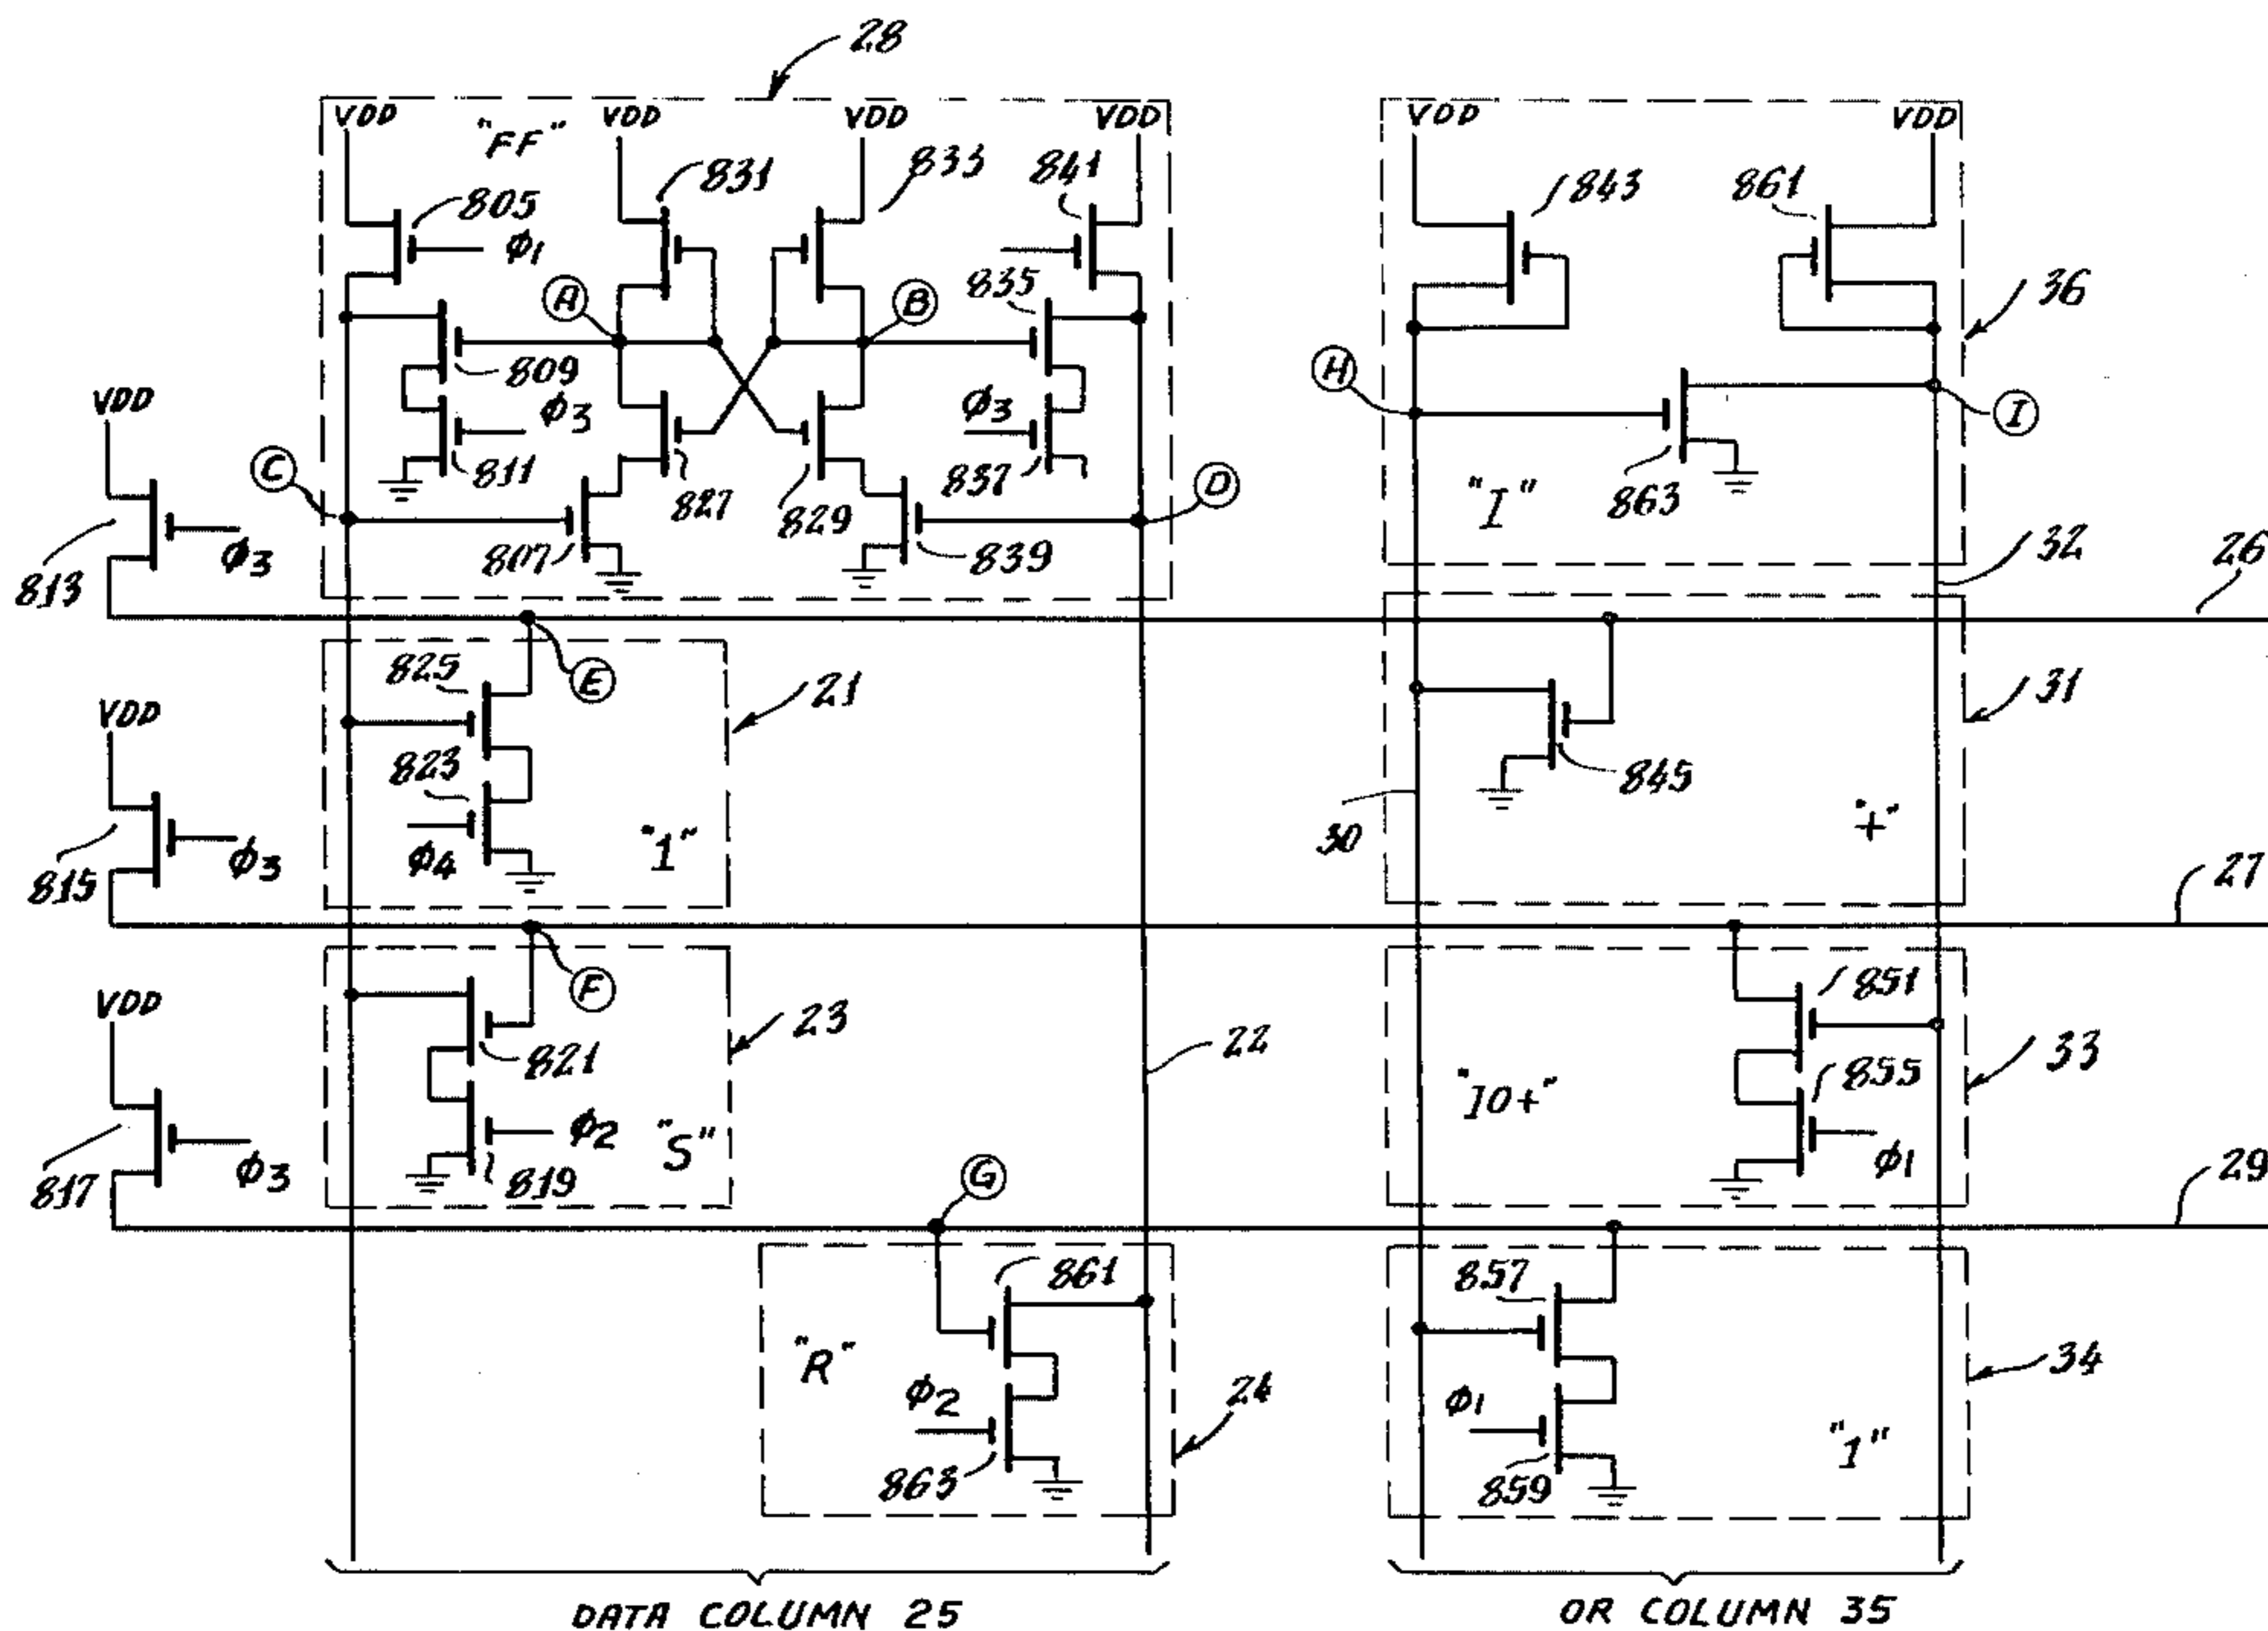 28
VDD
"FF"
VDD
VDD
VDD
VDD
VDD
831
833
841
843
861
805
ϕ1
835
36
A
B
H
809
ϕ3
ϕ3
I
VDD
811
837
C
827
829
D
"I"
863
807
839
32
26
813
ϕ3
825
E
21
31
VDD
823
845
30
"+"
815
ϕ3
ϕ4
"1"
27
F
851
VDD
23
22
821
"IO+"
855
33
817
ϕ3
ϕ2
"S"
819
G
ϕ1
29
861
857
"R"
34
ϕ2
24
ϕ1
863
859
"1"
DATA COLUMN 25
OR COLUMN 35